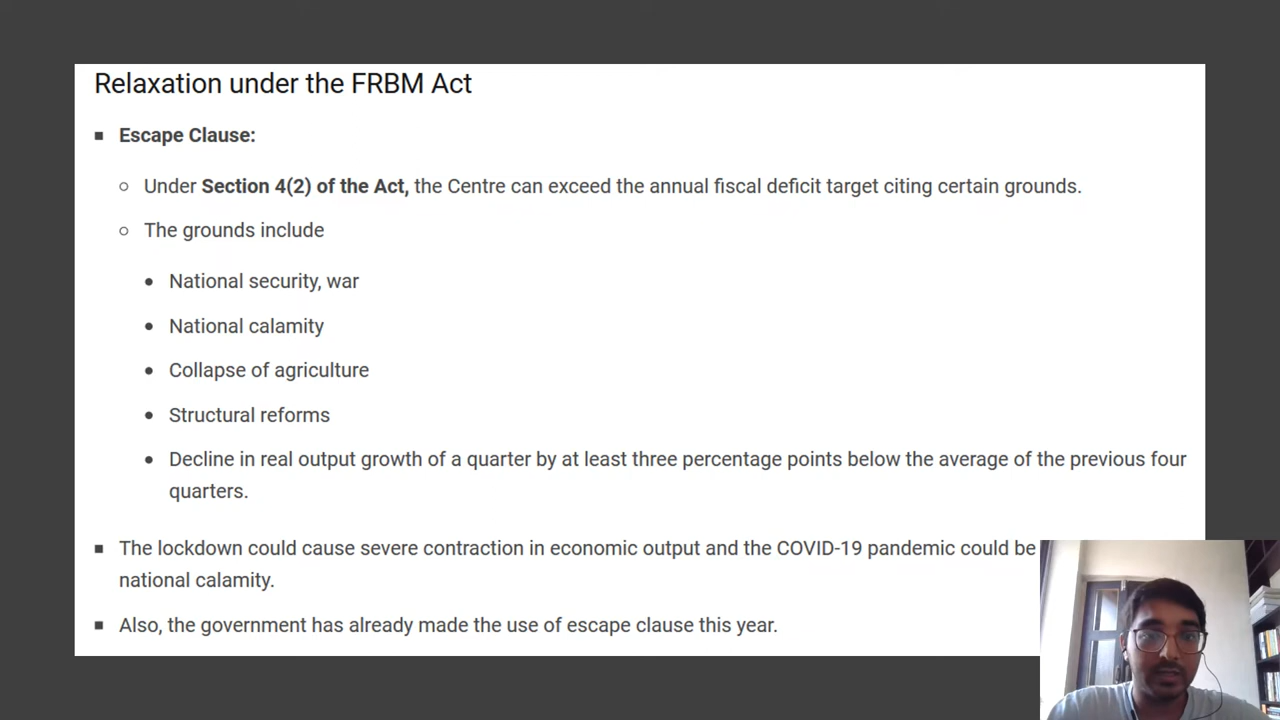 Relaxation under the FRBM Act
Escape Clause:
Under Section 4(2) of the Act, the Centre can exceed the annual fiscal deficit target citing certain grounds.
The grounds include
National security, war
National calamity
Collapse of agriculture
Structural reforms
Decline in real output growth of a quarter by at least three percentage points below the average of the previous four
quarters.
The lockdown could cause severe contraction in economic output and the COVID-19 pandemic could be
national calamity.
Also, the government has already made the use of escape clause this year.